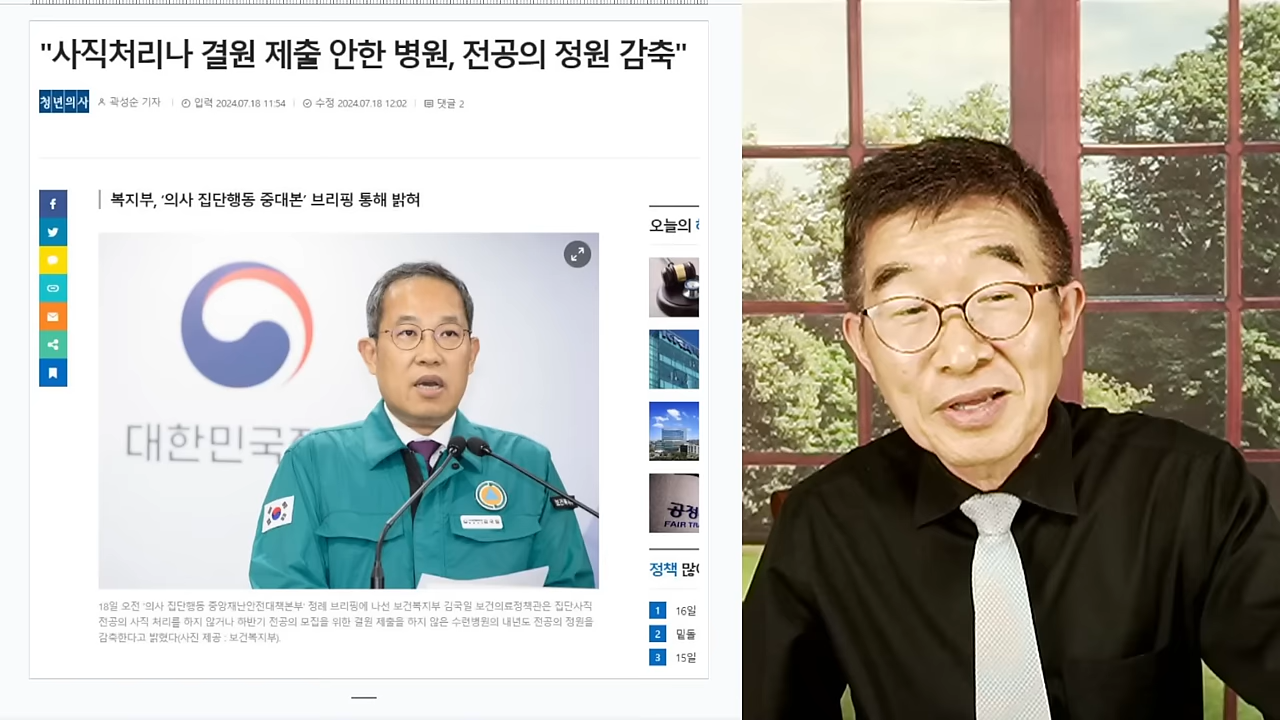 "사직처리나 결원 제출 안한 병원, 전공의 정원 감축"
청년의사 곽성순 기자 입력 2024.07.18 11:54 수정 2024.07.18 12:02 댓글 2
복지부, '의사 집단행동 중대본' 브리핑 통해 밝혀
오늘의
대한민국
공정
FAIR TR
정책 많이
18일 오전 '의사 집단행동 중앙재난안전대책본부' 정례 브리핑에 나선 보건복지부 김국일 보건의료정책관은 집단사직
전공의 사직 처리를 하지 않거나 하반기 전공의 모집을 위한 결원 제출을 하지 않은 수련병원의 내년도 전공의 정원을
감축한다고 밝혔다(사진 제공 : 보건복지부).
1 16일
2 밑돌
3 15일